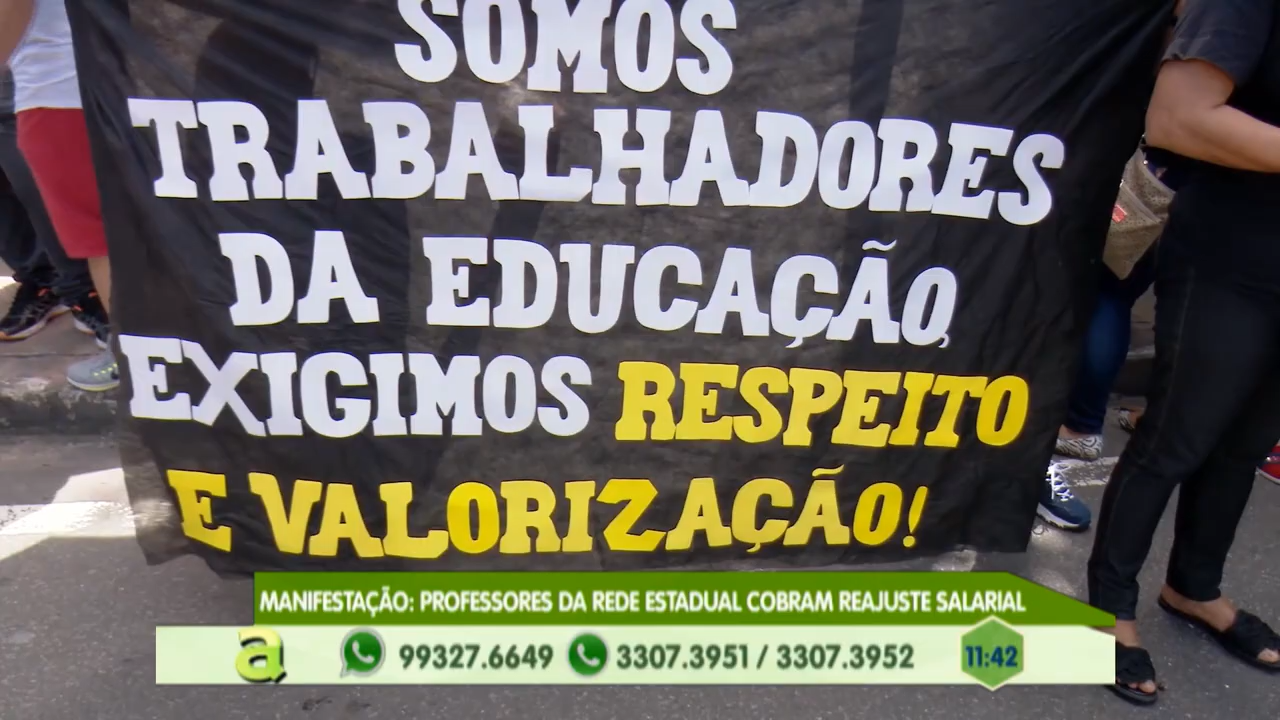 SOMOS
TRABALHADORES
DA EDUCAÇÃO,
EXIGIMOS RESPEITO
E VALORIZAÇÃO!
MANIFESTAÇÃO: PROFESSORES DA REDE ESTADUAL COBRAM REAJUSTE SALARIAL
a 99327.6649 3307.3951 / 3307.3952 11:42